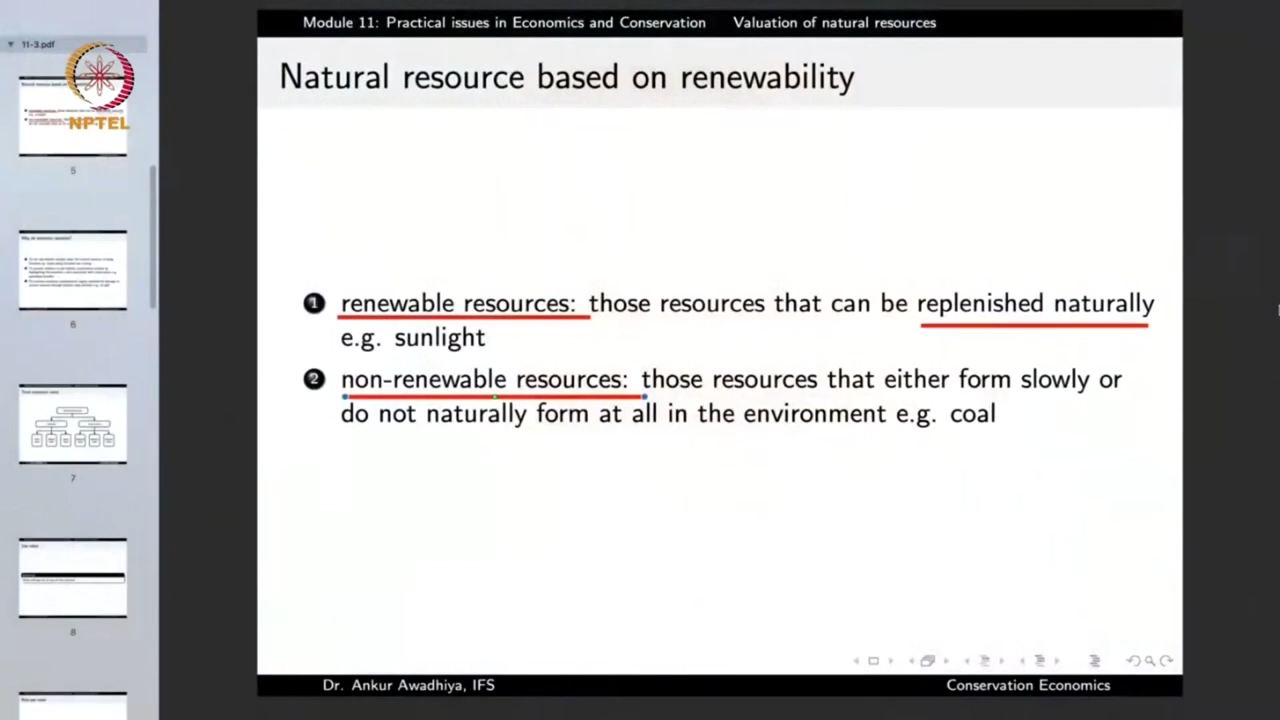 Module 11: Practical issues in Economics and Conservation Valuation of natural resources
11-3.pdf
NPTEL
5
6
7
8
Natural resource based on renewability
1 renewable resources: those resources that can be replenished naturally
e.g. sunlight
2 non-renewable resources: those resources that either form slowly or
do not naturally form at all in the environment e.g. coal
Dr. Ankur Awadhiya, IFS Conservation Economics